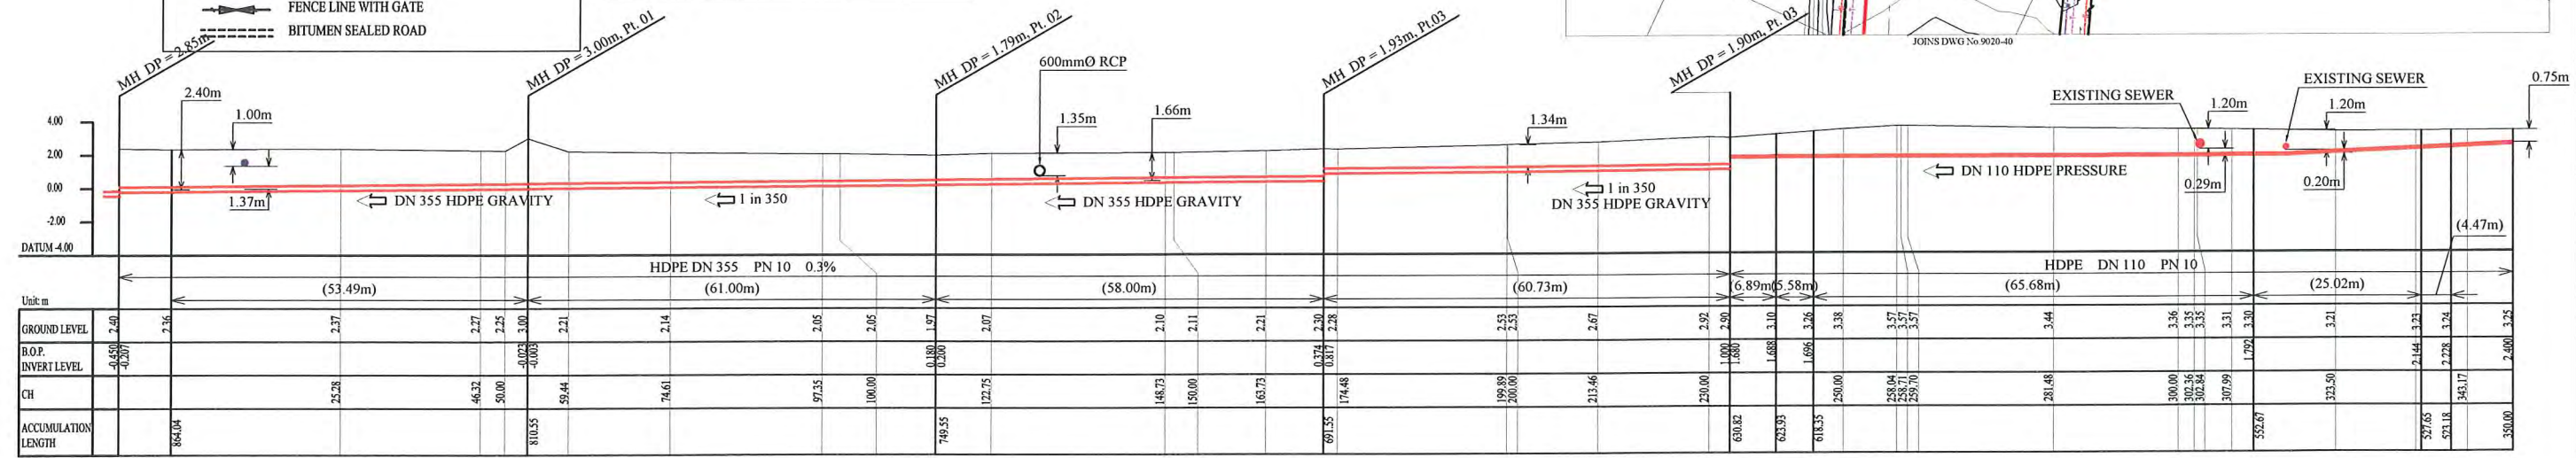 FENCE LINE WITH GATE
BITUMEN SEALED ROAD
JOINS DWG No.9020-40
MH DP = 2.85m
MH DP = 3.00m, Pt. 01
MH DP = 1.79m, Pt. 02
MH DP = 1.93m, Pt.03
MH DP = 1.90m, Pt. 03
2.40m
1.00m
1.37m
600mmØ RCP
1.35m
1.66m
1.34m
EXISTING SEWER
EXISTING SEWER
1.20m
1.20m
0.75m
0.29m
0.20m
(4.47m)
4.00
2.00
0.00
-2.00
DATUM -4.00
DN 355 HDPE GRAVITY
1 in 350
DN 355 HDPE GRAVITY
1 in 350
DN 355 HDPE GRAVITY
DN 110 HDPE PRESSURE
HDPE DN 355 PN 10 0.3%
HDPE DN 110 PN 10
Unit: m
(53.49m) (61.00m) (58.00m) (60.73m) (6.89m) (5.58m) (65.68m) (25.02m)
GROUND LEVEL 2.40 2.36 2.37 2.27 2.25 3.00 2.21 2.14 2.05 2.05 1.97 2.07 2.10 2.11 2.21 2.30 2.28 2.53 2.53 2.67 2.92 2.90 3.10 3.26 3.38 3.57 3.57 3.57 3.44 3.36 3.35 3.35 3.31 3.30 3.21 3.23 3.24 3.25
B.O.P.
INVERT LEVEL -0.450 -0.207 -0.023 -0.003 0.180 0.200 0.374 0.817 1.000 1.680 1.688 1.696 1.792 2.144 2.228 2.400
CH 25.28 46.32 50.00 59.44 74.61 97.35 100.00 122.75 148.73 150.00 163.73 174.48 199.89 200.00 213.46 230.00 250.00 258.04 258.71 259.70 281.48 300.00 302.36 302.84 307.99 323.50 343.17
ACCUMULATION
LENGTH 864.04 810.55 749.55 691.55 630.82 623.93 618.35 552.67 527.65 523.18 350.00